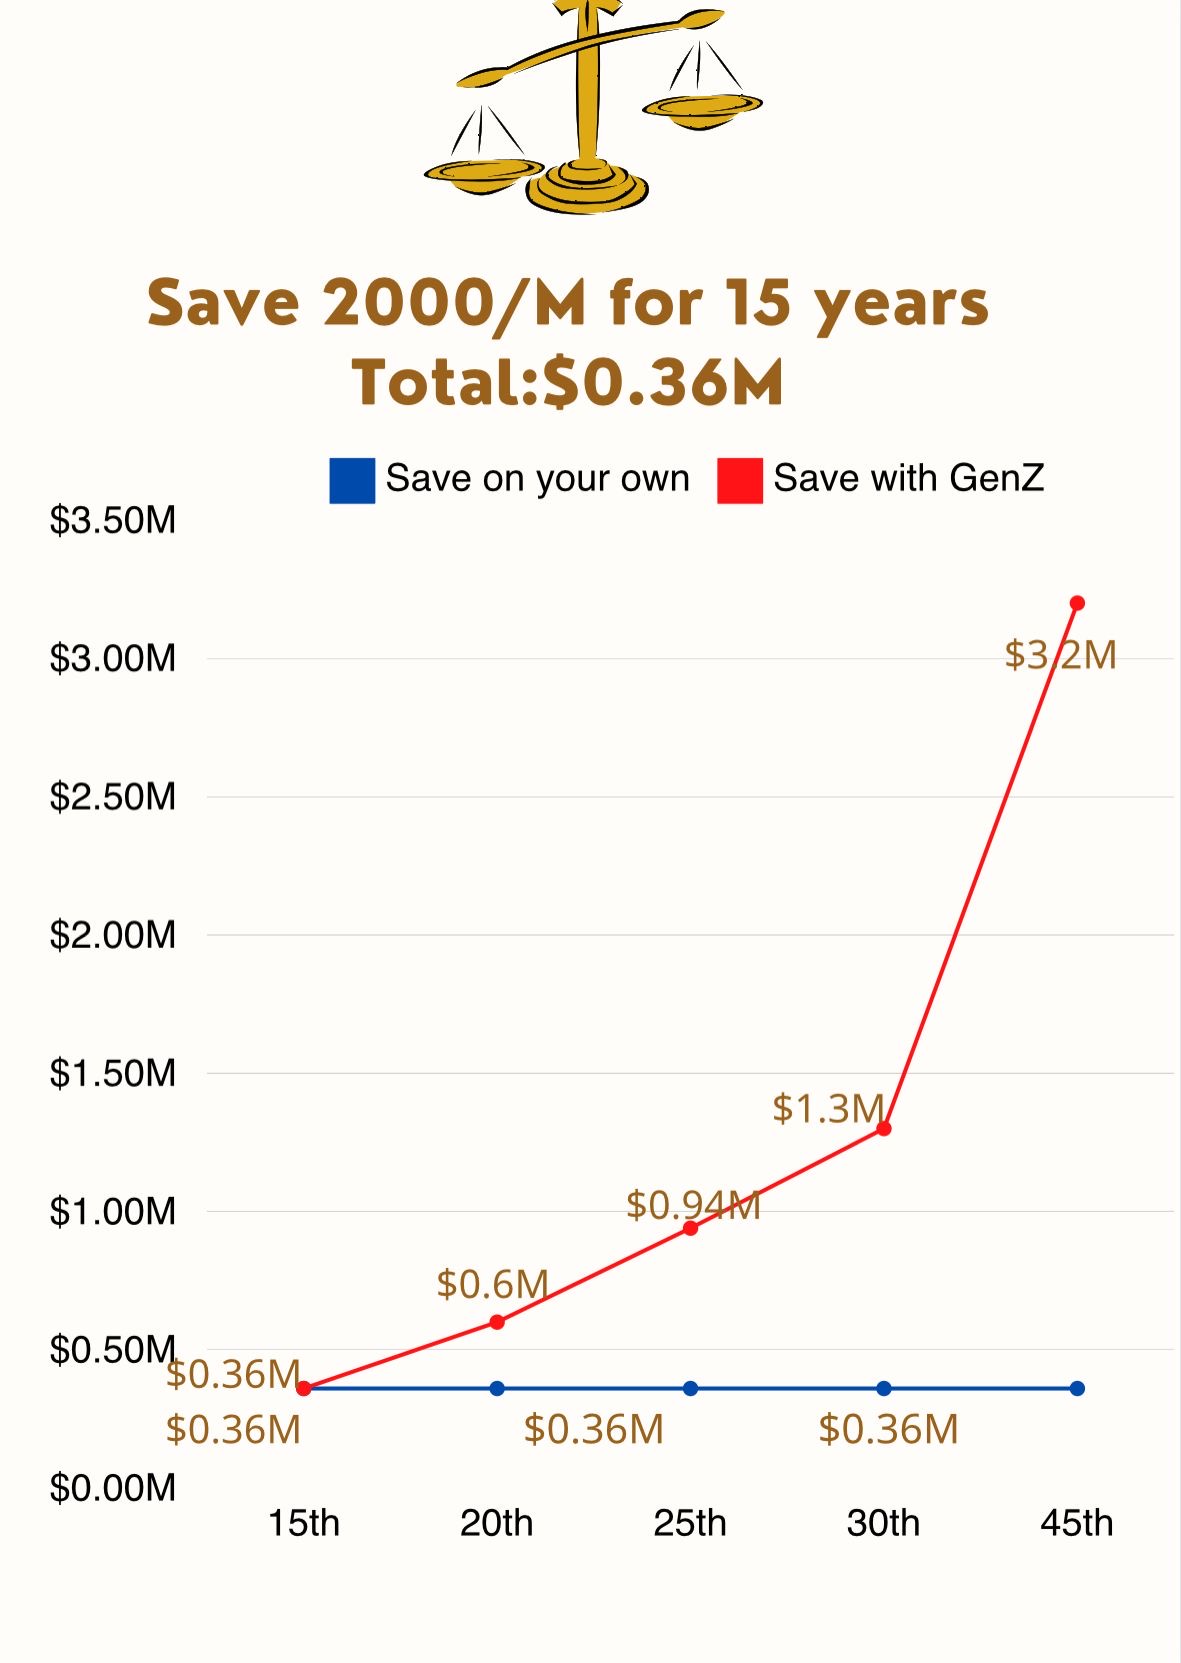 Save 2000/M for 15 years
Total:$0.36M
Save on your own Save with GenZ
$3.50M
$3.00M
$3.2M
$2.50M
$2.00M
$1.50M
$1.3M
$1.00M
$0.94M
$0.6M
$0.50M
$0.36M
$0.36M $0.36M $0.36M
$0.00M
15th 20th 25th 30th 45th